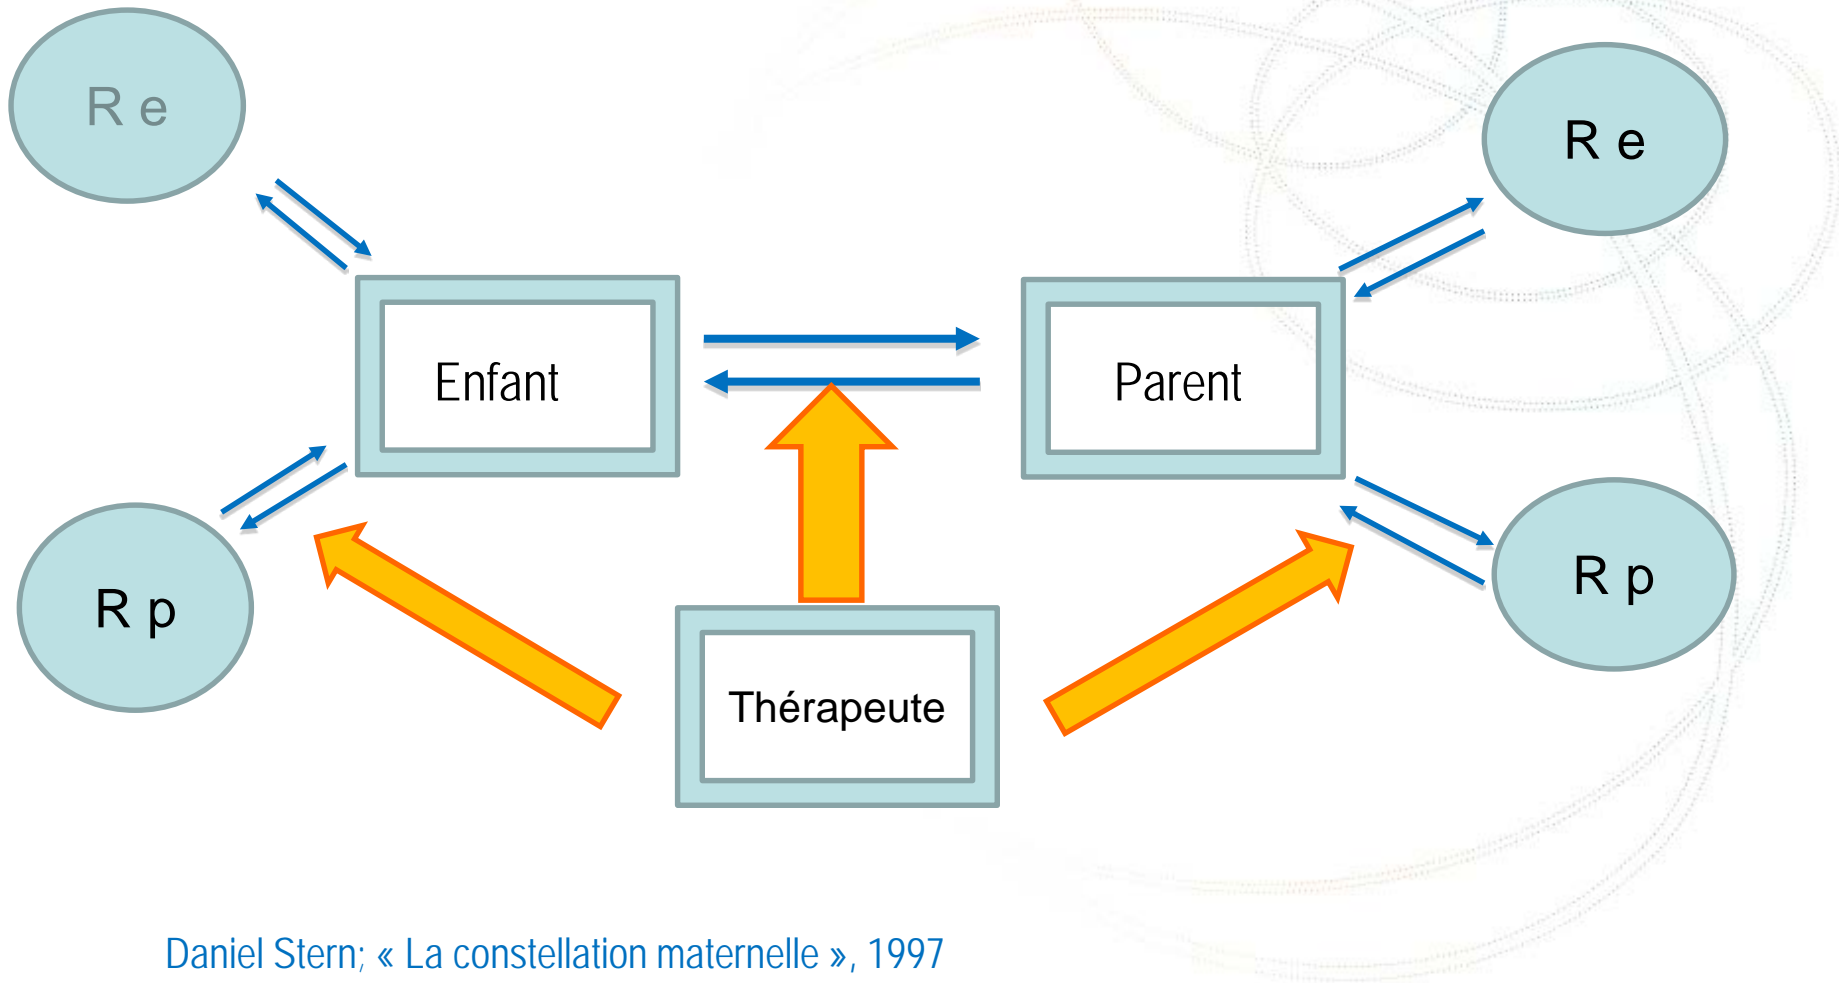 R e
R e
Enfant
Parent
R p
R p
Thérapeute
Daniel Stern; « La constellation maternelle », 1997